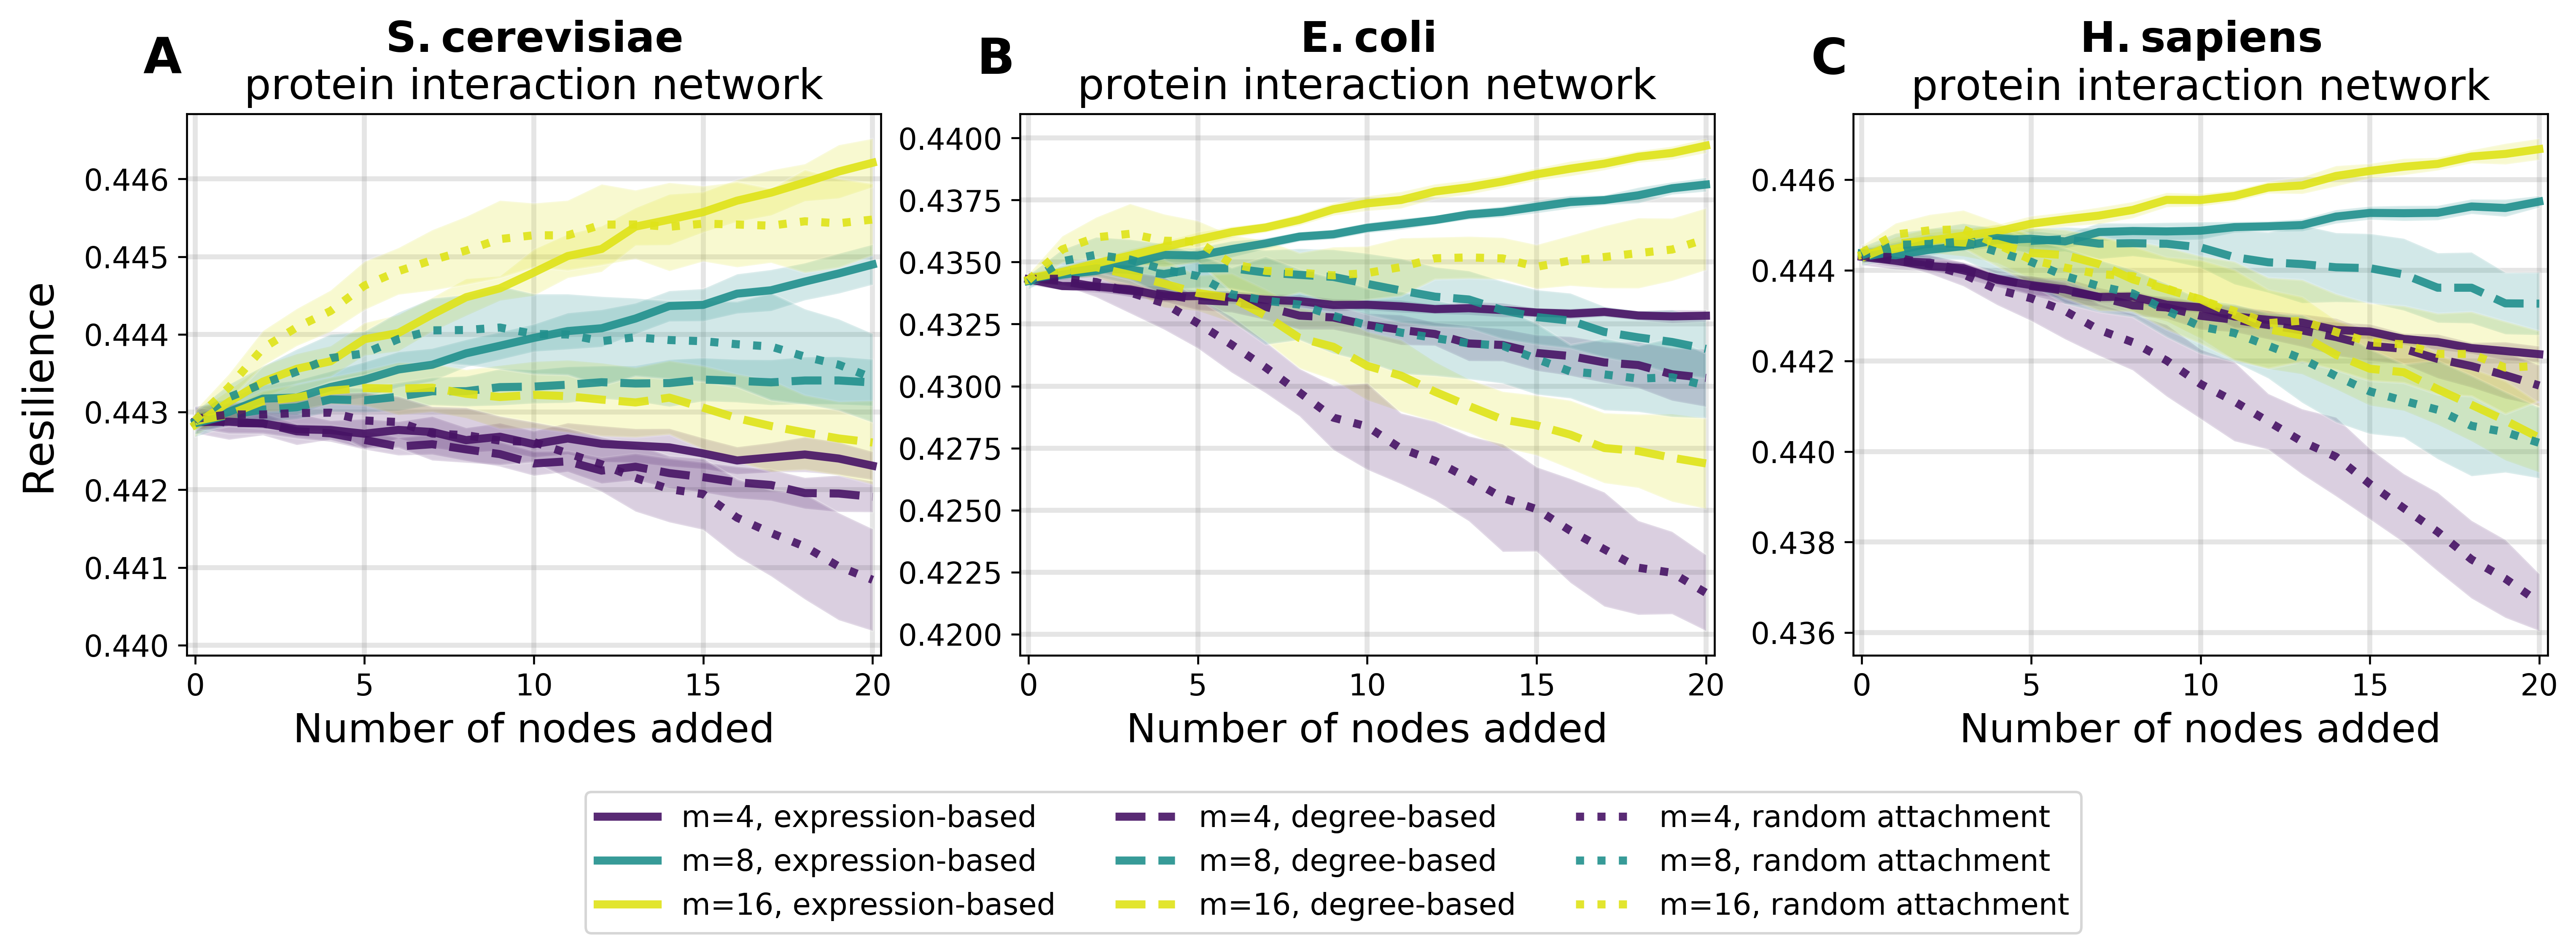 A
S. cerevisiae
protein interaction network
B
E. coli
protein interaction network
C
H. sapiens
protein interaction network
Resilience
0.446
0.445
0.444
0.443
0.442
0.441
0.440
0 5 10 15 20
Number of nodes added
0.4400
0.4375
0.4350
0.4325
0.4300
0.4275
0.4250
0.4225
0.4200
0 5 10 15 20
Number of nodes added
0.446
0.444
0.442
0.440
0.438
0.436
0 5 10 15 20
Number of nodes added
m=4, expression-based
m=8, expression-based
m=16, expression-based
m=4, degree-based
m=8, degree-based
m=16, degree-based
m=4, random attachment
m=8, random attachment
m=16, random attachment